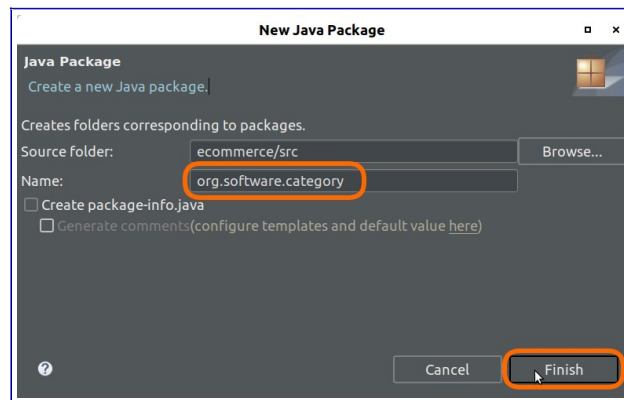 New Java Package
Java Package
Create a new Java package.
Creates folders corresponding to packages.
Source folder: ecommerce/src Browse...
Name: org.software.category
Create package-info.java
Generate comments(configure templates and default value here)
? Cancel Finish